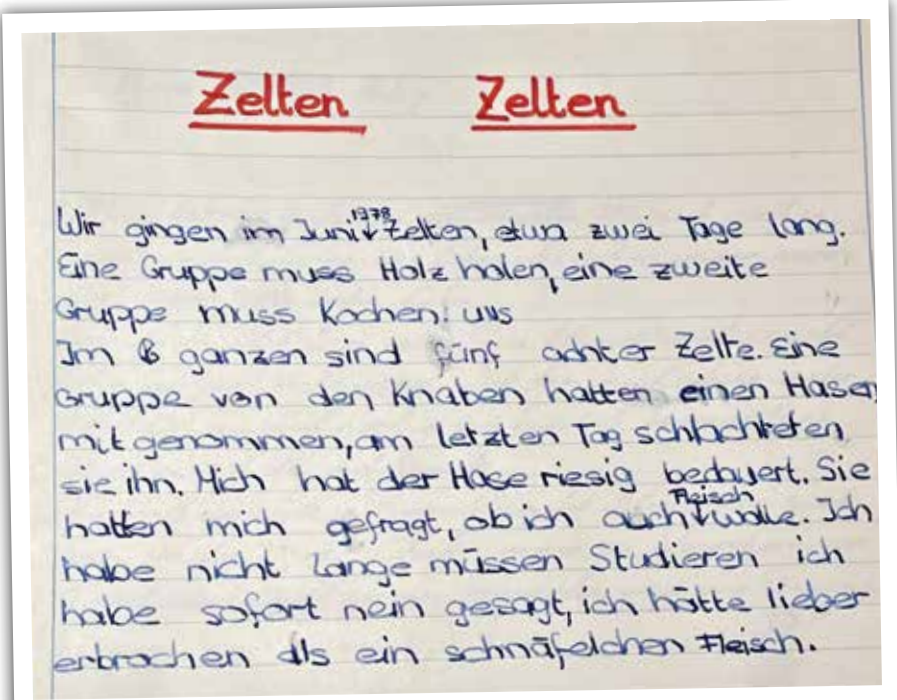 Zelten Zelten
Wir gingen im Juni 1978 Zelten, etwa zwei Tage lang.
Eine Gruppe muss Holz holen, eine zweite
Gruppe muss Kochen! uvs
Im ganzen sind fünf achter Zelte. Eine
Gruppe von den Knaben hatten einen Hasen
mitgenommen, am letzten Tag schlachteten
sie ihn. Mich hat der Hase riesig bedauert. Sie
hatten mich gefragt, ob ich auch Fleisch wolle. Ich
habe nicht lange müssen Studieren ich
habe sofort nein gesagt, ich hätte lieber
erbrochen als ein schnäfelchen Fleisch.